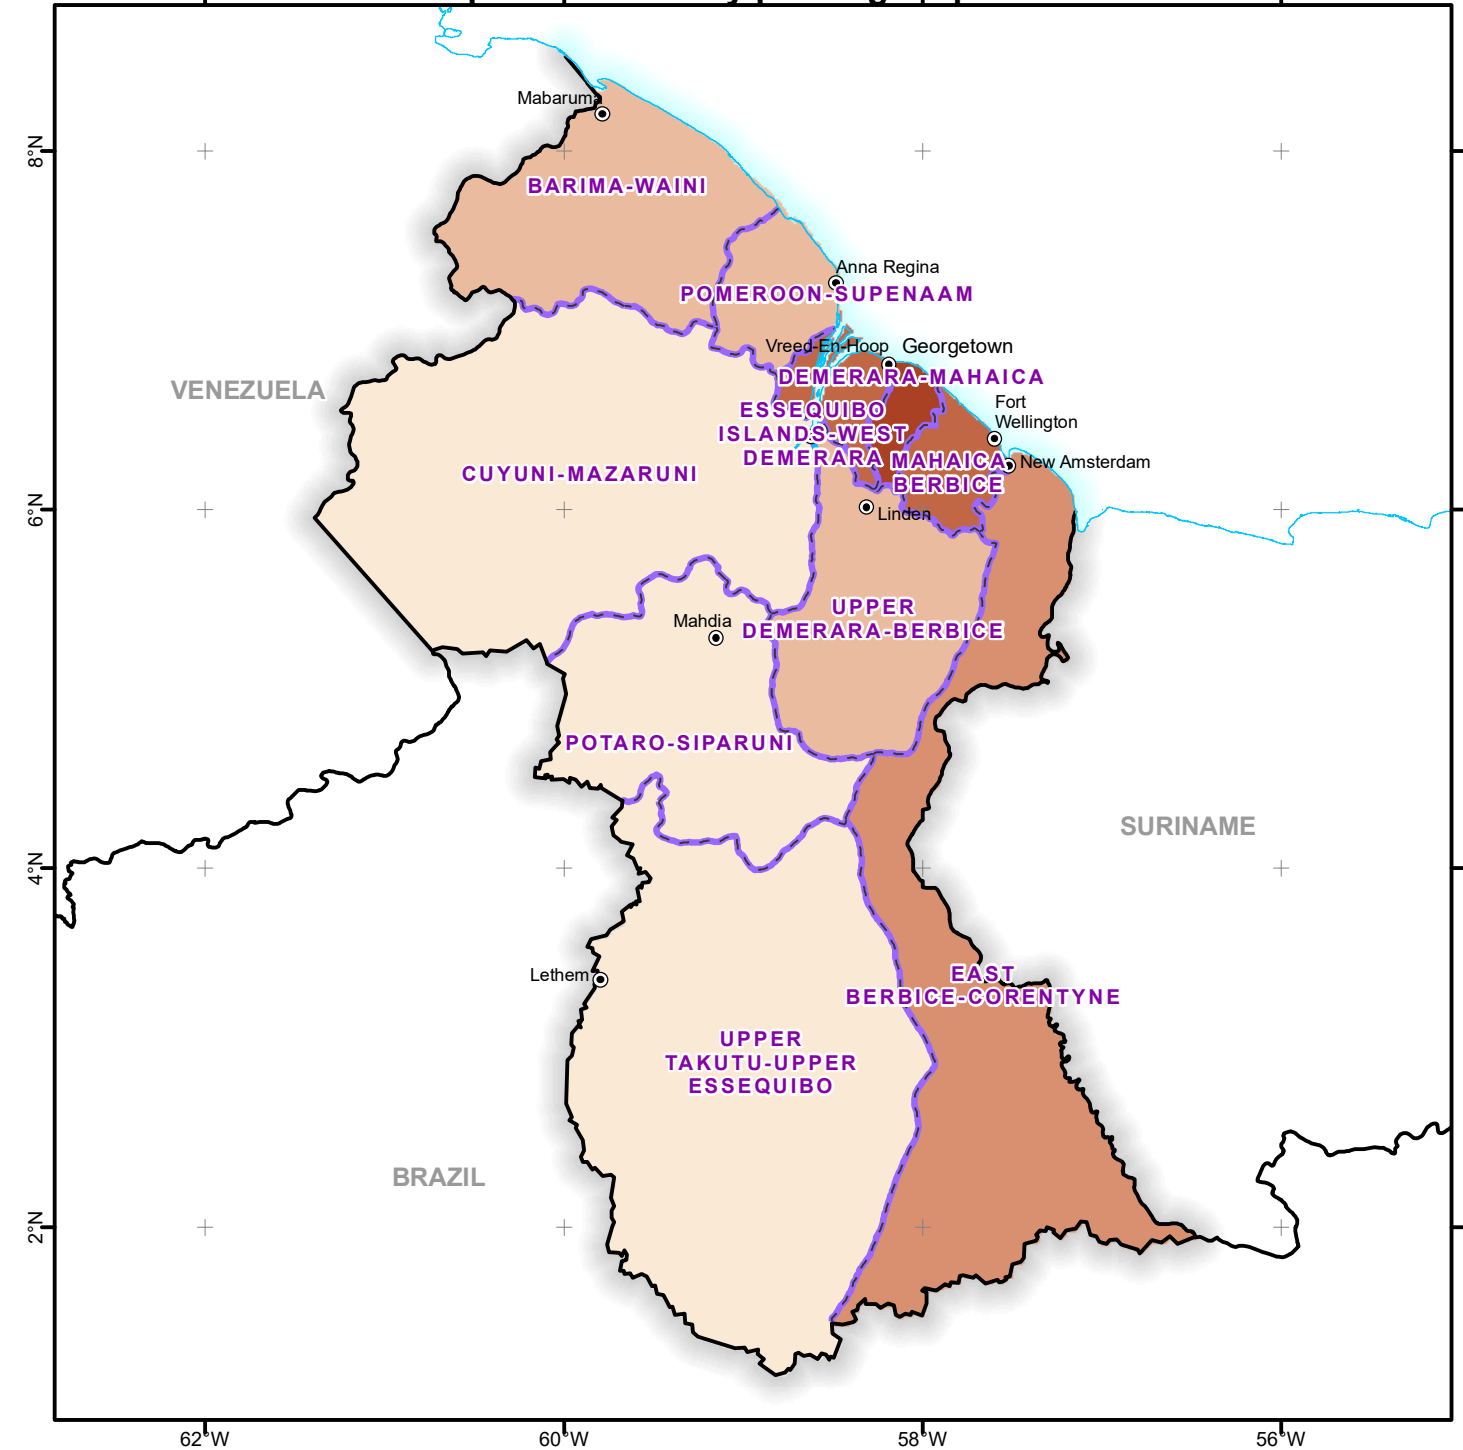 Mabaruma
8°N
BARIMA-WAINI
Anna Regina
POMEROON-SUPENAAM
Vreed-En-Hoop
Georgetown
DEMERARA-MAHAICA
VENEZUELA
Fort
Wellington
ESSEQUIBO
ISLANDS-WEST
DEMERARA
MAHAICA
BERBICE
New Amsterdam
CUYUNI-MAZARUNI
6°N
Linden
UPPER
DEMERARA-BERBICE
Mahdia
POTARO-SIPARUNI
SURINAME
4°N
EAST
BERBICE-CORENTYNE
Lethem
UPPER
TAKUTU-UPPER
ESSEQUIBO
BRAZIL
2°N
62°W
60°W
58°W
56°W